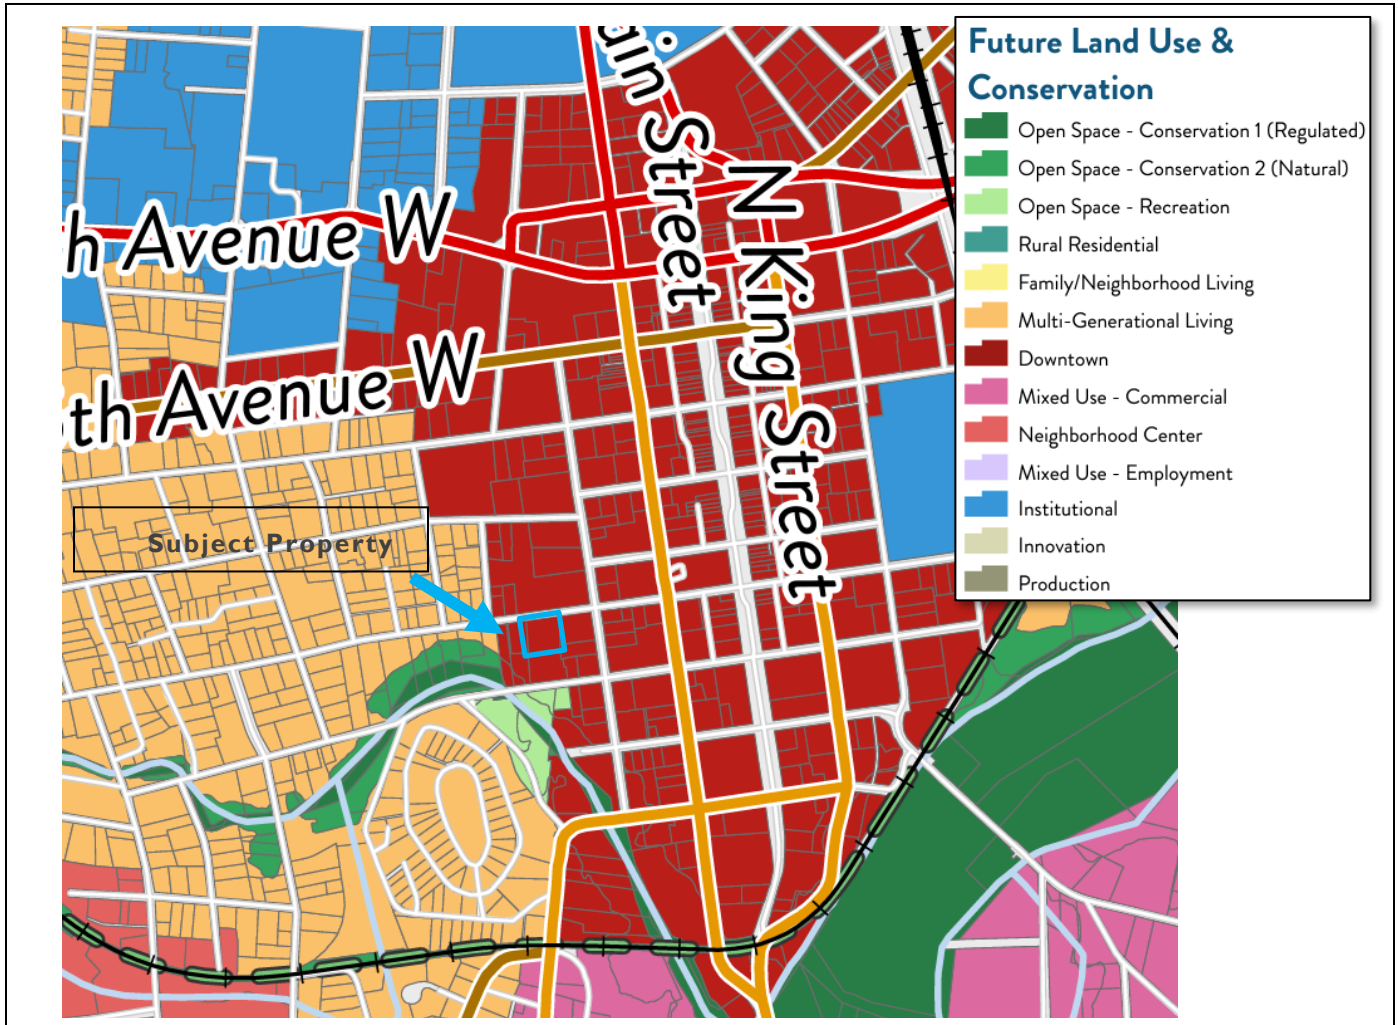 ain Street
N King Street
h Avenue W
th Avenue W
Subject Property
Future Land Use &
Conservation
Open Space - Conservation 1 (Regulated)
Open Space - Conservation 2 (Natural)
Open Space - Recreation
Rural Residential
Family/Neighborhood Living
Multi-Generational Living
Downtown
Mixed Use - Commercial
Neighborhood Center
Mixed Use - Employment
Institutional
Innovation
Production